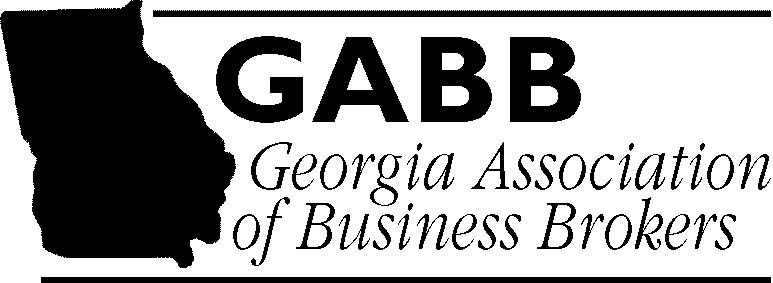 GABB
Georgia Association
of Business Brokers